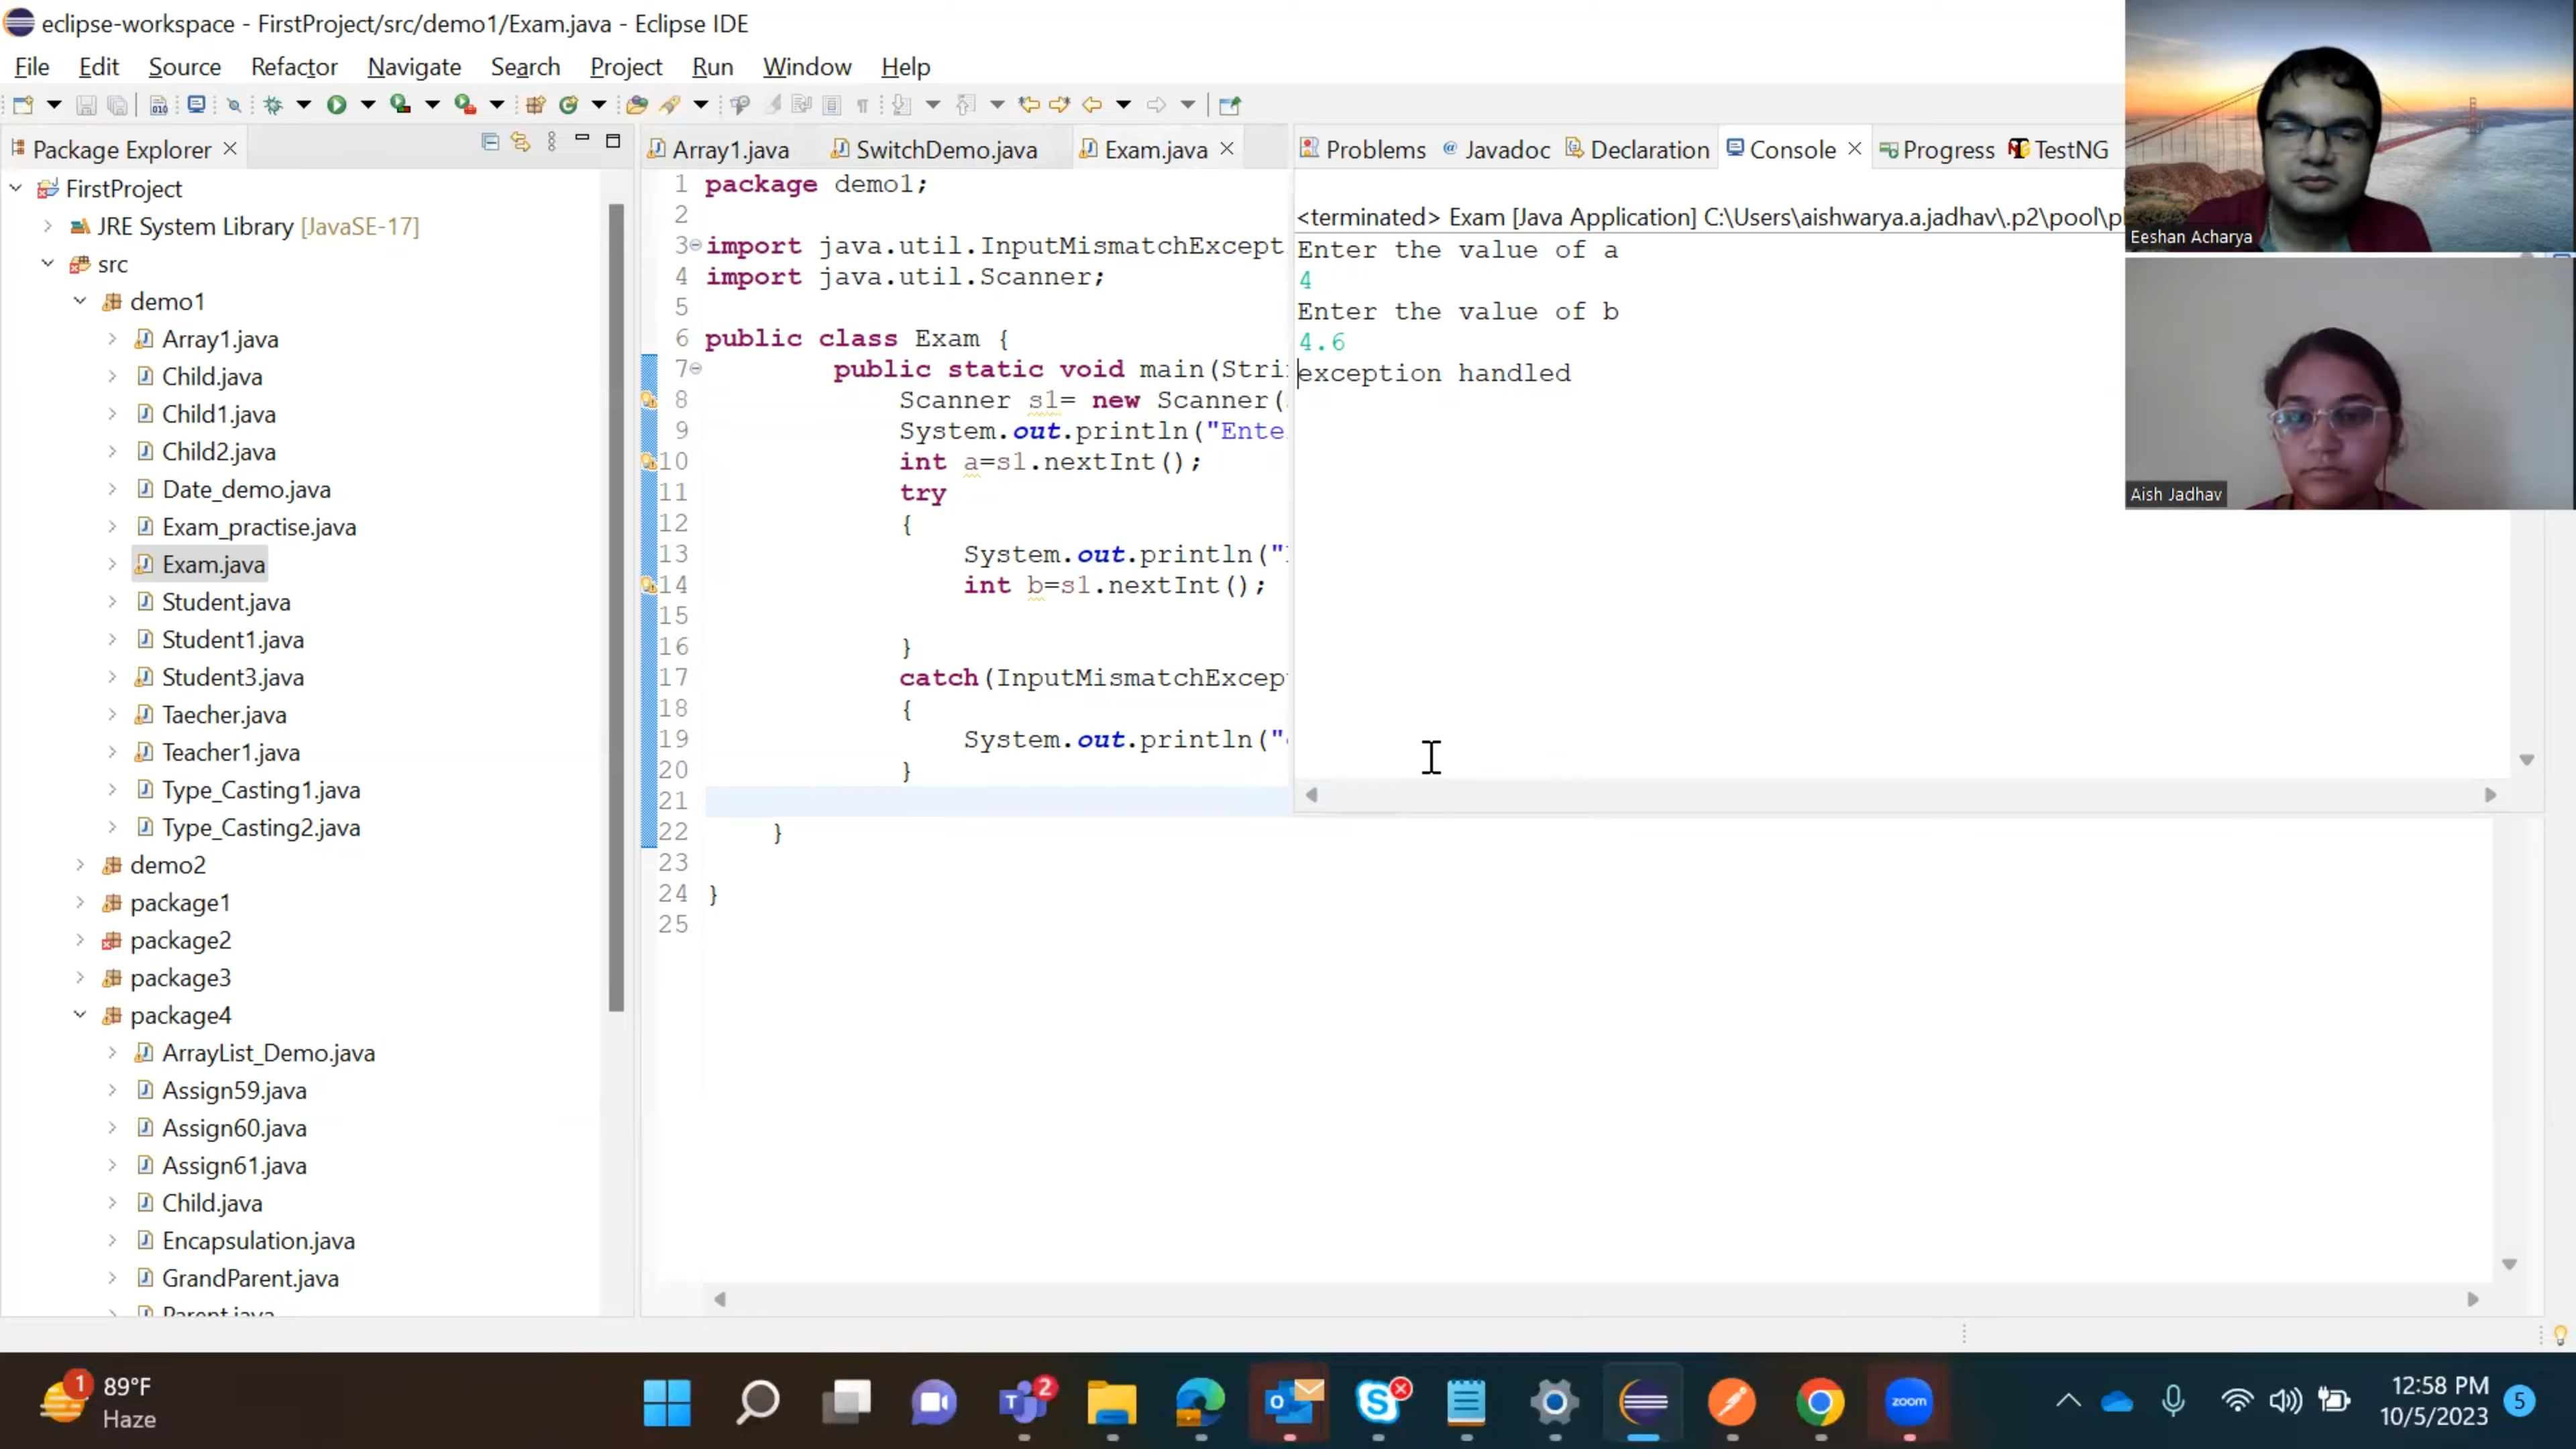 eclipse-workspace - FirstProject/src/demo1/Exam.java - Eclipse IDE
File Edit Source Refactor Navigate Search Project Run Window Help
Package Explorer
FirstProject
JRE System Library [JavaSE-17]
src
demo1
Array1.java
Child.java
Child1.java
Child2.java
Date_demo.java
Exam_practise.java
Exam.java
Student.java
Student1.java
Student3.java
Taecher.java
Teacher1.java
Type_Casting1.java
Type_Casting2.java
demo2
package1
package2
package3
package4
ArrayList_Demo.java
Assign59.java
Assign60.java
Assign61.java
Child.java
Encapsulation.java
GrandParent.java
Parent.java
Array1.java SwitchDemo.java Exam.java
1 package demo1;
2
3 import java.util.InputMismatchExcept
4 import java.util.Scanner;
5
6 public class Exam {
7 public static void main(Stri
8 Scanner s1= new Scanner(
9 System.out.println("Ente
10 int a=s1.nextInt();
11 try
12 {
13 System.out.println("
14 int b=s1.nextInt();
15
16 }
17 catch(InputMismatchExcep
18 {
19 System.out.println("
20 }
21
22 }
23
24 }
25
Problems Javadoc Declaration Console Progress TestNG
<terminated> Exam [Java Application] C:\Users\aishwarya.a.jadhav\.p2\pool\p
Enter the value of a
4
Enter the value of b
4.6
exception handled
Eeshan Acharya
Aish Jadhav
1
89°F
Haze
2
zoom
12:58 PM
10/5/2023
5